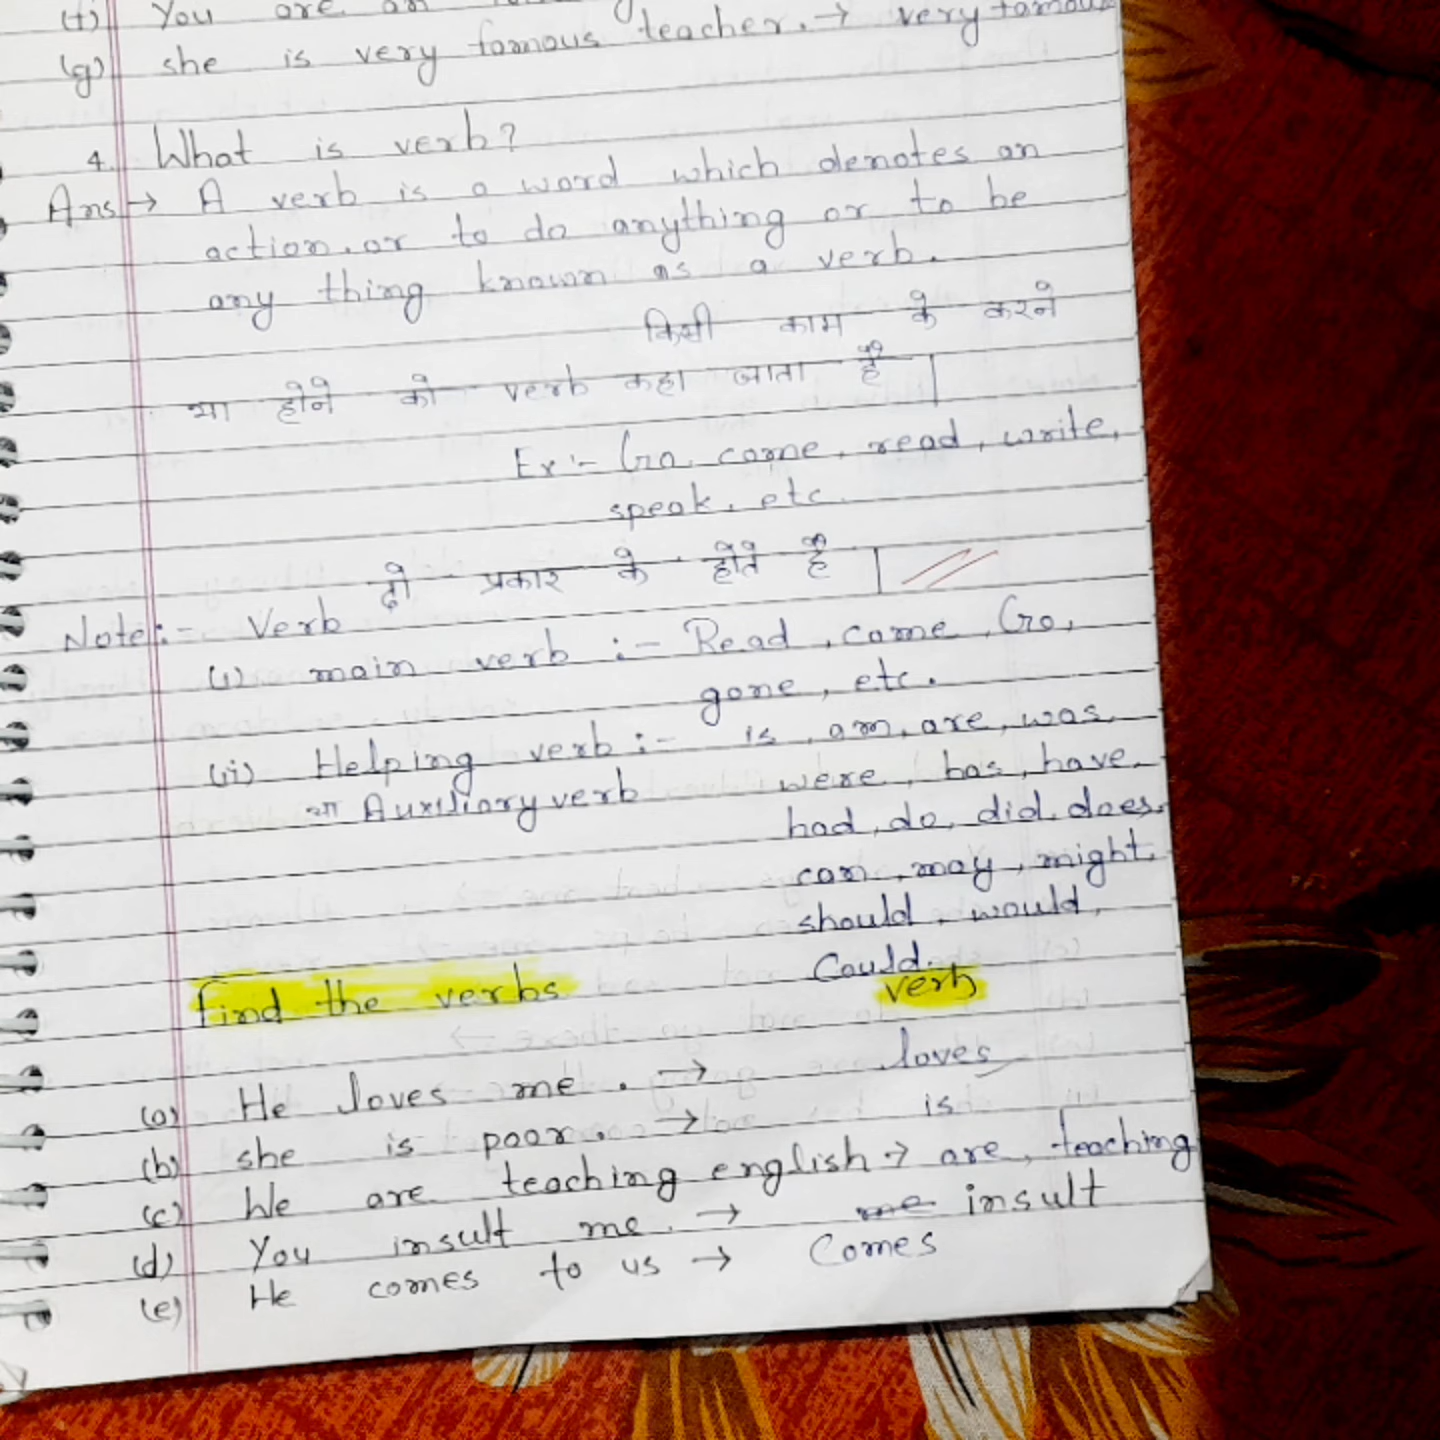 (f) You are an
(g) she is very famous teacher. → very famous
4. What is verb?
Ans → A verb is a word which denotes an
action. or to do anything or to be
any thing known as a verb.
किसी काम के करने
या होने को verb कहा जाता है |
Ex :- Go, come, read, write,
speak, etc.
Note:- Verb दो प्रकार के होते है |
(i) main verb :- Read, come, Go,
gone, etc.
(ii) Helping verb :- is, am, are, was,
या Auxiliary verb were, has, have,
had, do, did, does,
can, may, might,
should, would,
Could.
find the verbs verb
(a) He loves me. → loves
(b) she is poor. → is
(c) We are teaching english → are, teaching
(d) You insult me. → me insult
(e) He comes to us → Comes